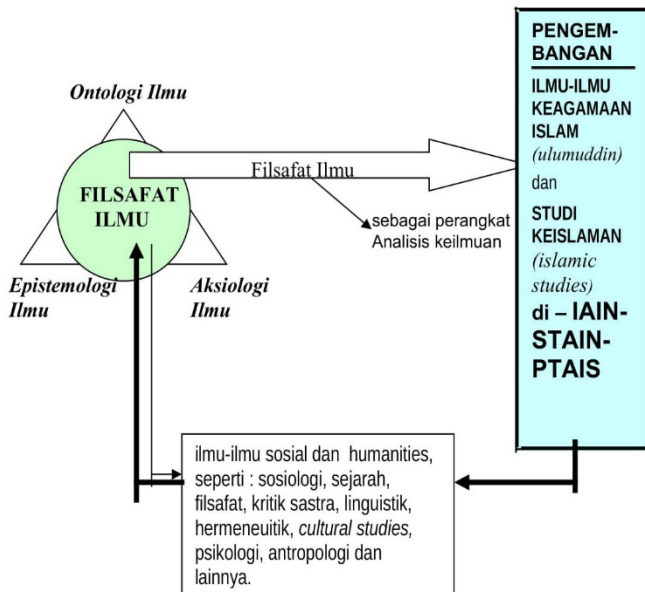 Ontologi Ilmu
FILSAFAT
ILMU
Epistemologi
Ilmu
Aksiologi
Ilmu
Filsafat Ilmu
sebagai perangkat
Analisis keilmuan
PENGEM-
BANGAN
ILMU-ILMU
KEAGAMAAN
ISLAM
(ulumuddin)
dan
STUDI
KEISLAMAN
(islamic
studies)
di – IAIN-
STAIN-
PTAIS
ilmu-ilmu sosial dan humanities,
seperti : sosiologi, sejarah,
filsafat, kritik sastra, linguistik,
hermeneuitik, cultural studies,
psikologi, antropologi dan
lainnya.